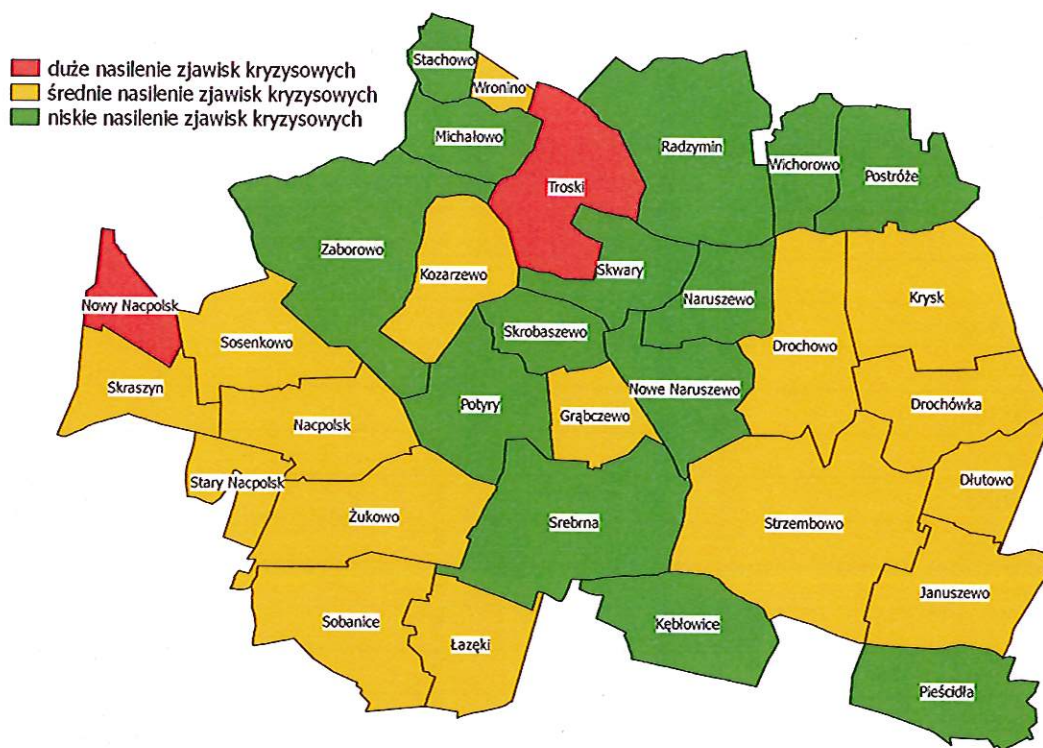 duże nasilenie zjawisk kryzysowych
średnie nasilenie zjawisk kryzysowych
niskie nasilenie zjawisk kryzysowych
Stachowo
Wronino
Michałowo
Radzymin
Wichorowo
Postróże
Troski
Zaborowo
Kozarzewo
Skwary
Naruszewo
Krysk
Nowy Nacpolsk
Sosenkowo
Skrobaszewo
Drochowo
Skraszyn
Nowe Naruszewo
Potyry
Grąbczewo
Drochówka
Nacpolsk
Stary Nacpolsk
Dłutowo
Żukowo
Srebrna
Strzembowo
Januszewo
Sobanice
Łazęki
Kębłowice
Pieścidła